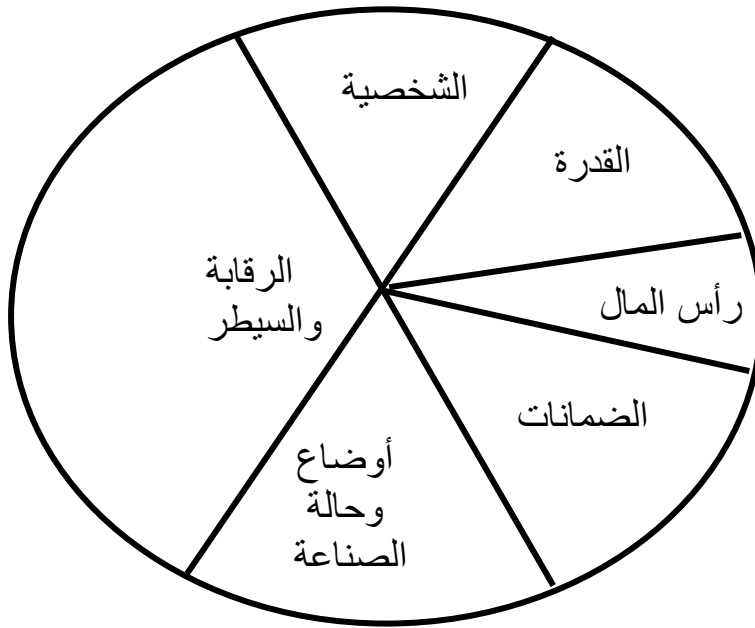 الشخصية
القدرة
رأس المال
الضمانات
أوضاع
وحالة
الصناعة
الرقابة
والسيطر